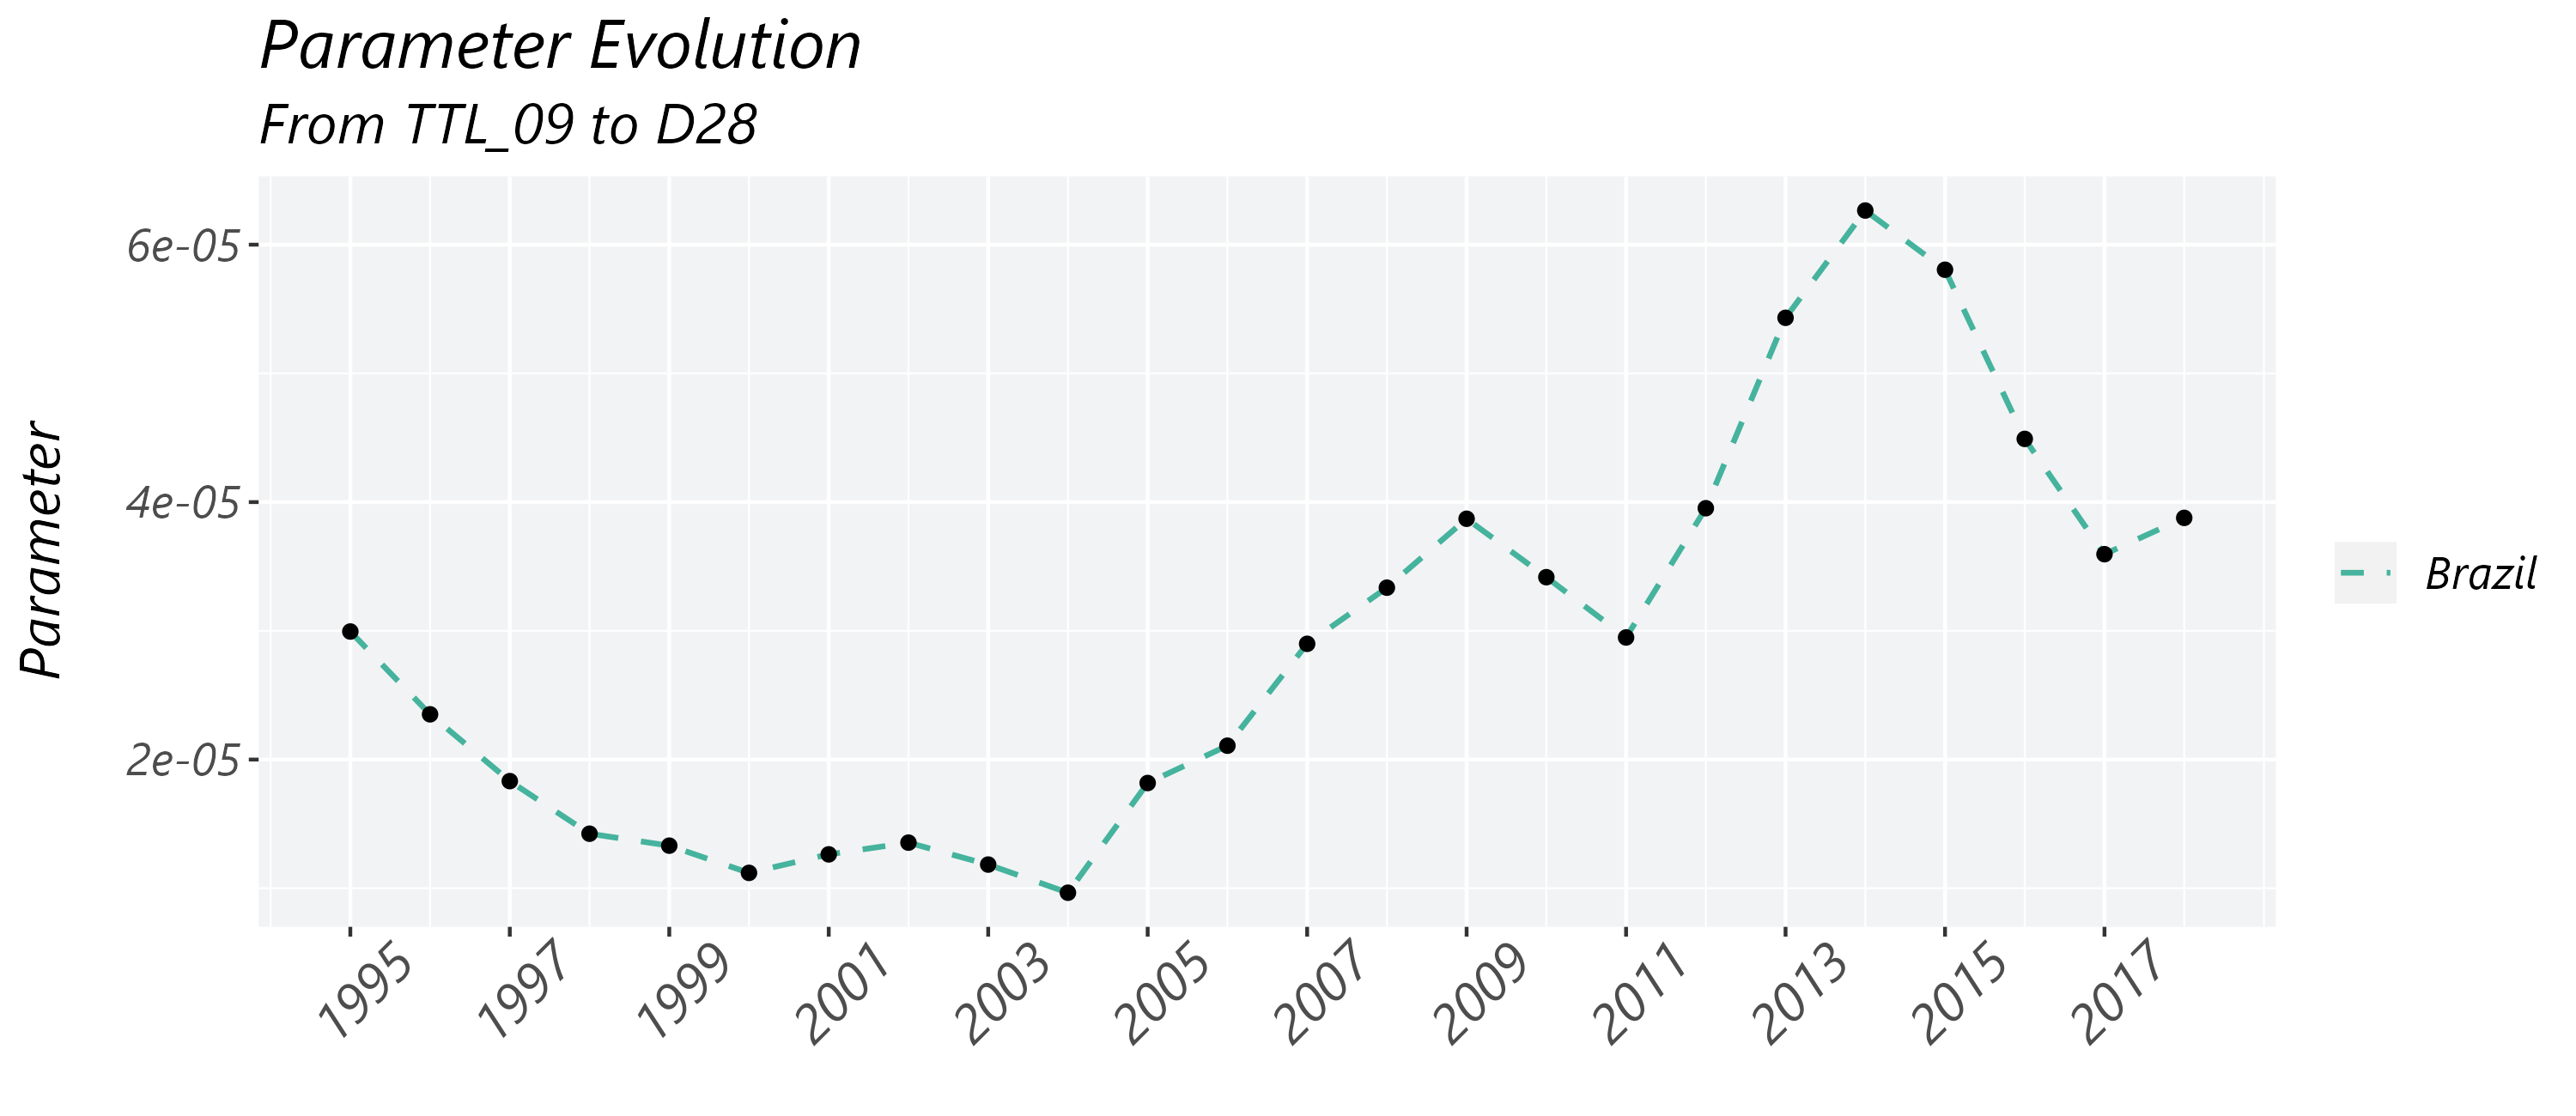 Parameter Evolution
From TTL_09 to D28
Parameter
6e-05
4e-05
2e-05
1995
1997
1999
2001
2003
2005
2007
2009
2011
2013
2015
2017
Brazil